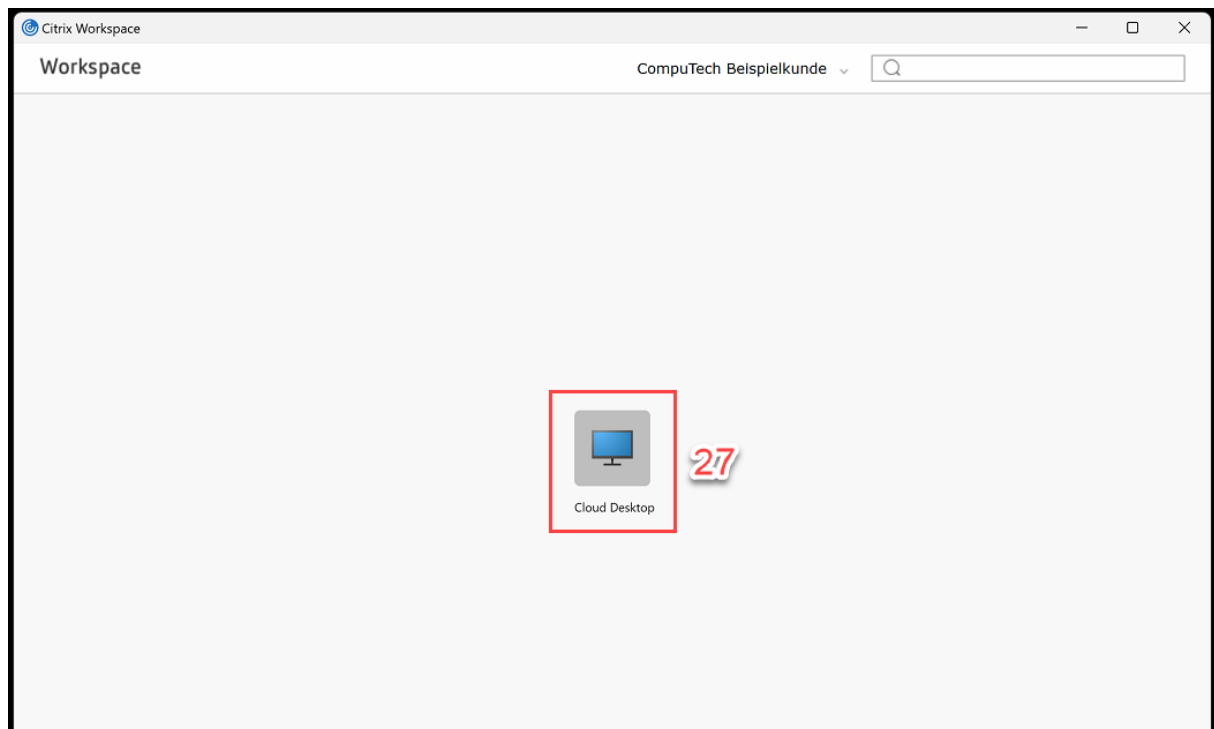 Citrix Workspace
Workspace
CompuTech Beispielkunde
27
Cloud Desktop